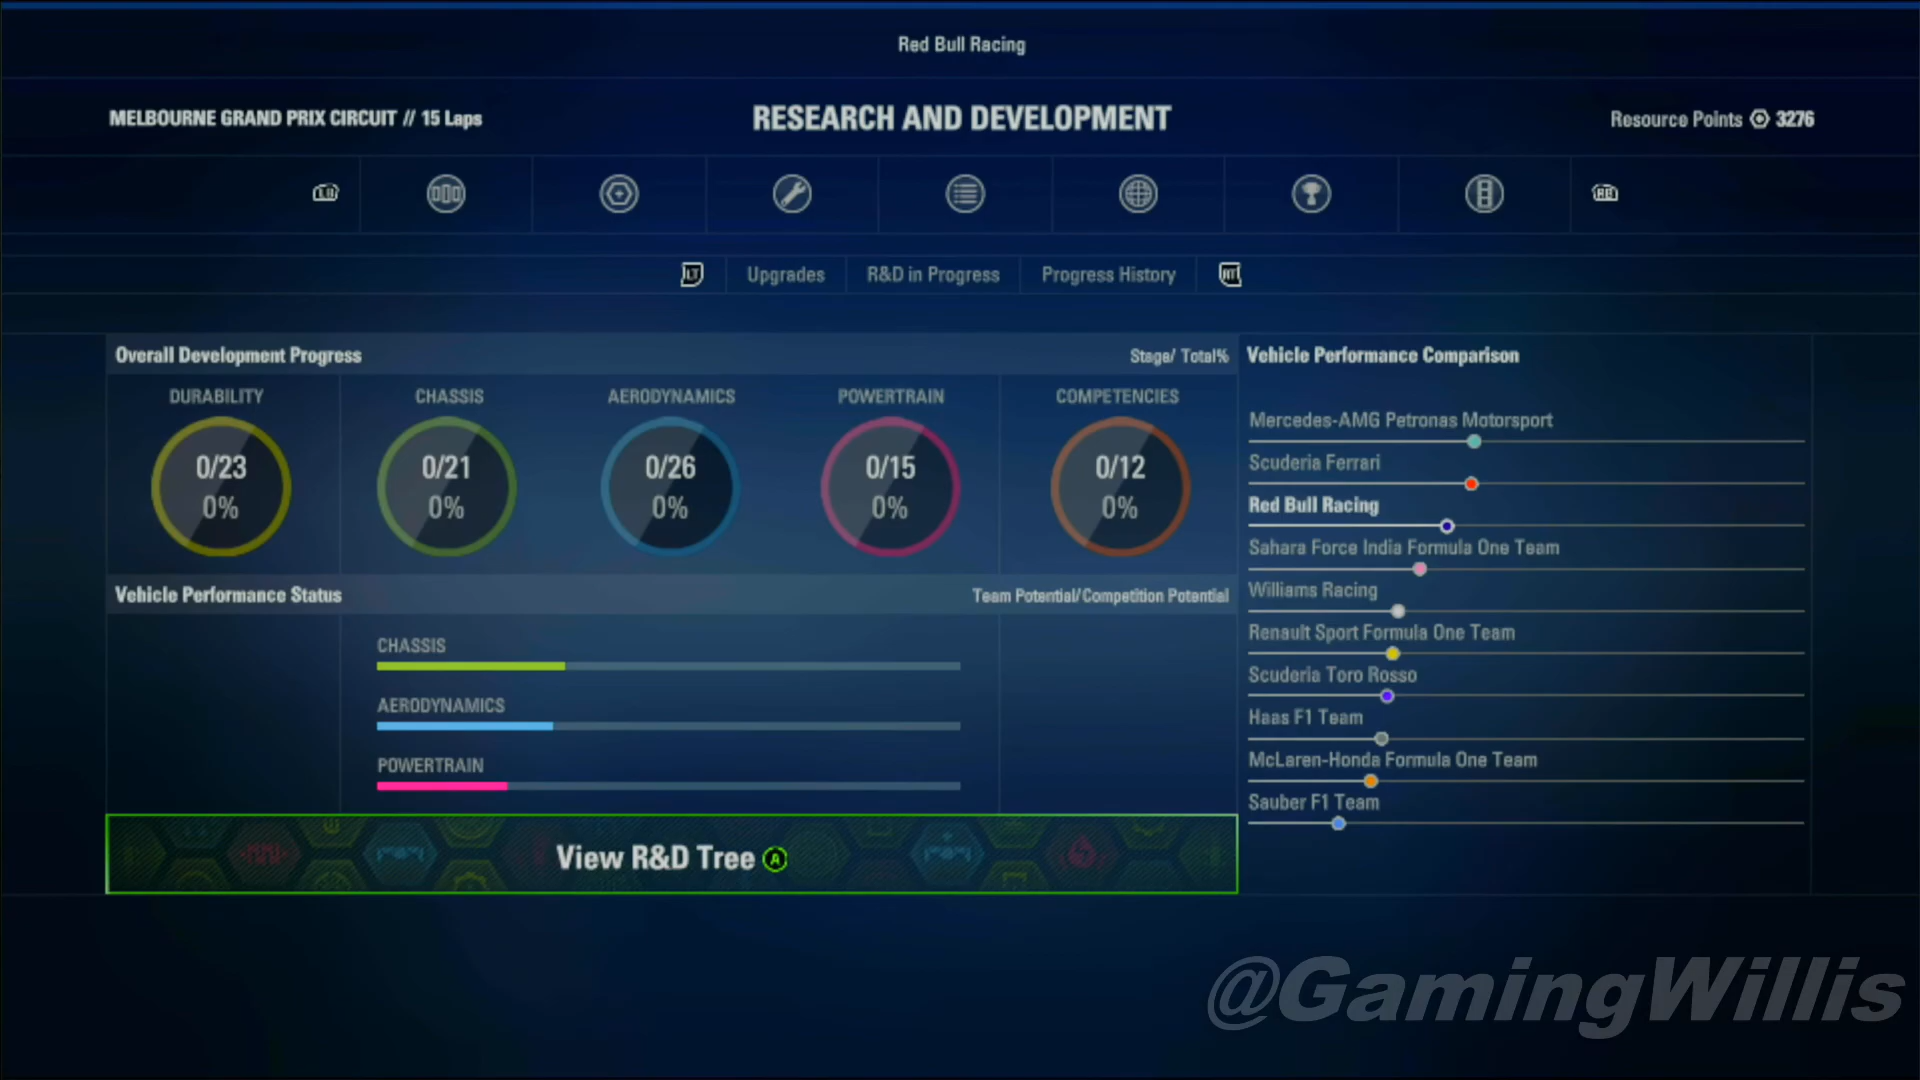 Red Bull Racing
MELBOURNE GRAND PRIX CIRCUIT // 15 Laps
RESEARCH AND DEVELOPMENT
Resource Points 3276
LB
RB
LT
Upgrades
R&D in Progress
Progress History
RT
Overall Development Progress
Stage/ Total%
DURABILITY
CHASSIS
AERODYNAMICS
POWERTRAIN
COMPETENCIES
0/23
0/21
0/26
0/15
0/12
0%
0%
0%
0%
0%
Vehicle Performance Status
Team Potential/Competition Potential
CHASSIS
AERODYNAMICS
POWERTRAIN
View R&D Tree A
Vehicle Performance Comparison
Mercedes-AMG Petronas Motorsport
Scuderia Ferrari
Red Bull Racing
Sahara Force India Formula One Team
Williams Racing
Renault Sport Formula One Team
Scuderia Toro Rosso
Haas F1 Team
McLaren-Honda Formula One Team
Sauber F1 Team
@GamingWillis